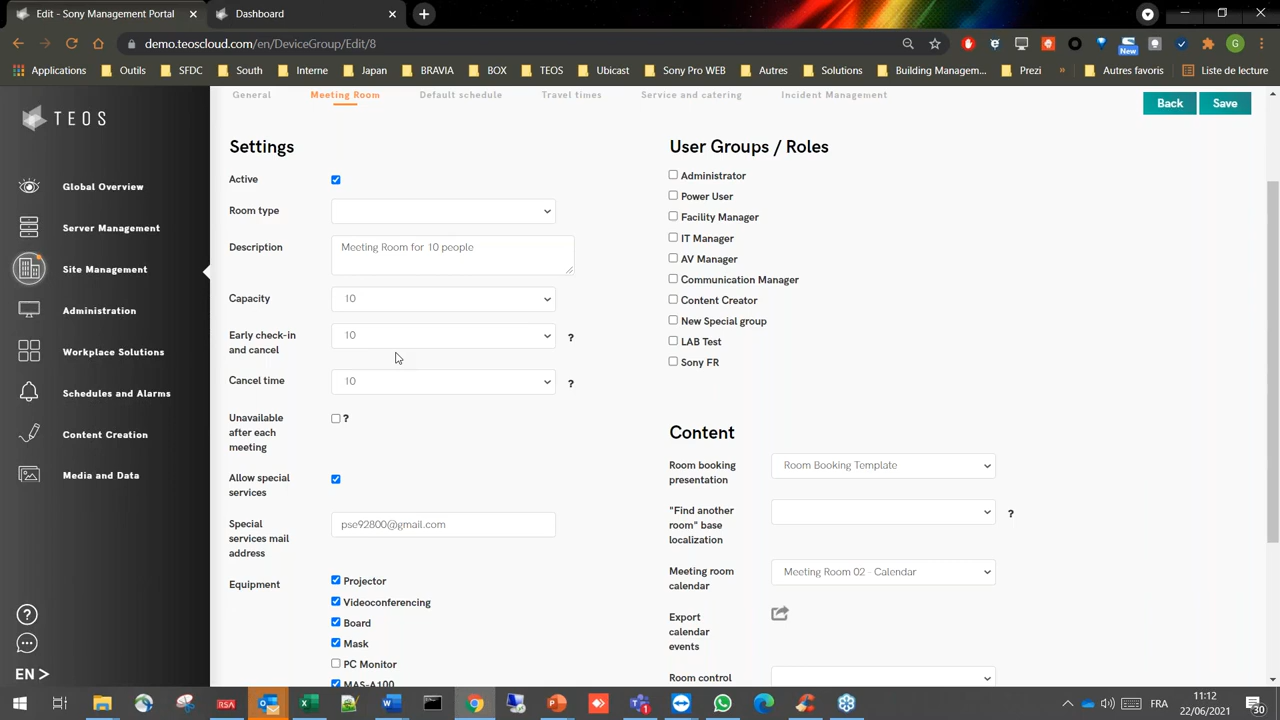 Edit - Sony Management Portal
Dashboard
demo.teoscloud.com/en/DeviceGroup/Edit/8
G
Applications
Outils
SFDC
South
Interne
Japan
BRAVIA
BOX
TEOS
Ubicast
Sony Pro WEB
Autres
Solutions
Building Managem...
Prezi
»
Autres favoris
Liste de lecture
New
TEOS
Global Overview
Server Management
Site Management
Administration
Workplace Solutions
Schedules and Alarms
Content Creation
Media and Data
?
EN >
General
Meeting Room
Default schedule
Travel times
Service and catering
Incident Management
Back
Save
Settings
Active
Room type
Description
Meeting Room for 10 people
Capacity
10
Early check-in
and cancel
10
?
Cancel time
10
?
Unavailable
after each
meeting
?
Allow special
services
Special
services mail
address
pse92800@gmail.com
Equipment
Projector
Videoconferencing
Board
Mask
PC Monitor
MAS-A100
User Groups / Roles
Administrator
Power User
Facility Manager
IT Manager
AV Manager
Communication Manager
Content Creator
New Special group
LAB Test
Sony FR
Content
Room booking
presentation
Room Booking Template
"Find another
room" base
localization
?
Meeting room
calendar
Meeting Room 02 - Calendar
Export
calendar
events
Room control
RSA
FRA
11:12
22/06/2021
30